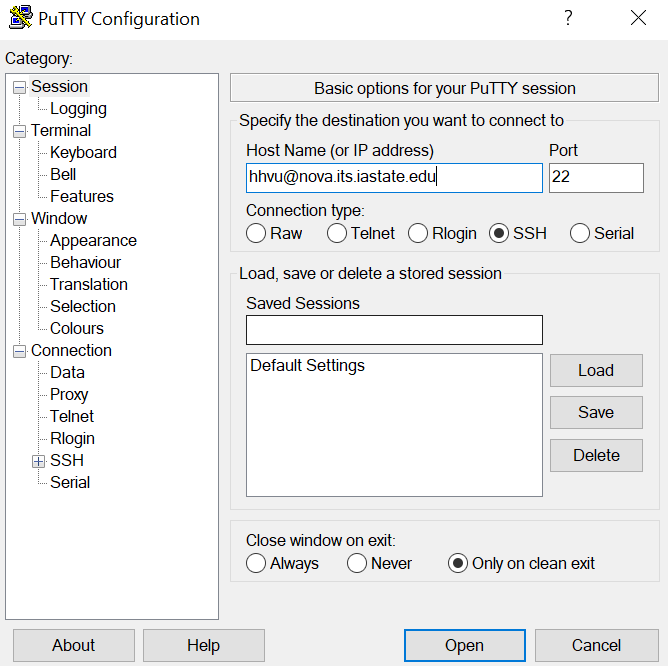 PuTTY Configuration
?
Category:
Session
Logging
Terminal
Keyboard
Bell
Features
Window
Appearance
Behaviour
Translation
Selection
Colours
Connection
Data
Proxy
Telnet
Rlogin
SSH
Serial
Basic options for your PuTTY session
Specify the destination you want to connect to
Host Name (or IP address) Port
hhvu@nova.its.iastate.edu 22
Connection type:
Raw Telnet Rlogin SSH Serial
Load, save or delete a stored session
Saved Sessions
Default Settings
Load
Save
Delete
Close window on exit:
Always Never Only on clean exit
About Help Open Cancel